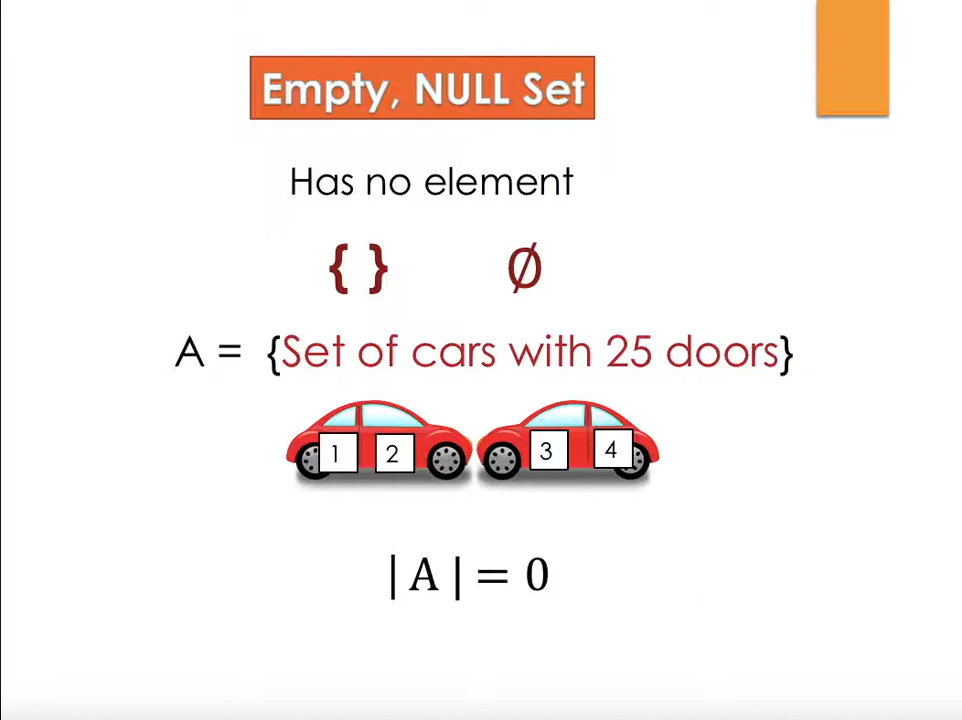 Empty, NULL Set
Has no element
{ } Ø
A = {Set of cars with 25 doors}
1 2 3 4
|A|= 0